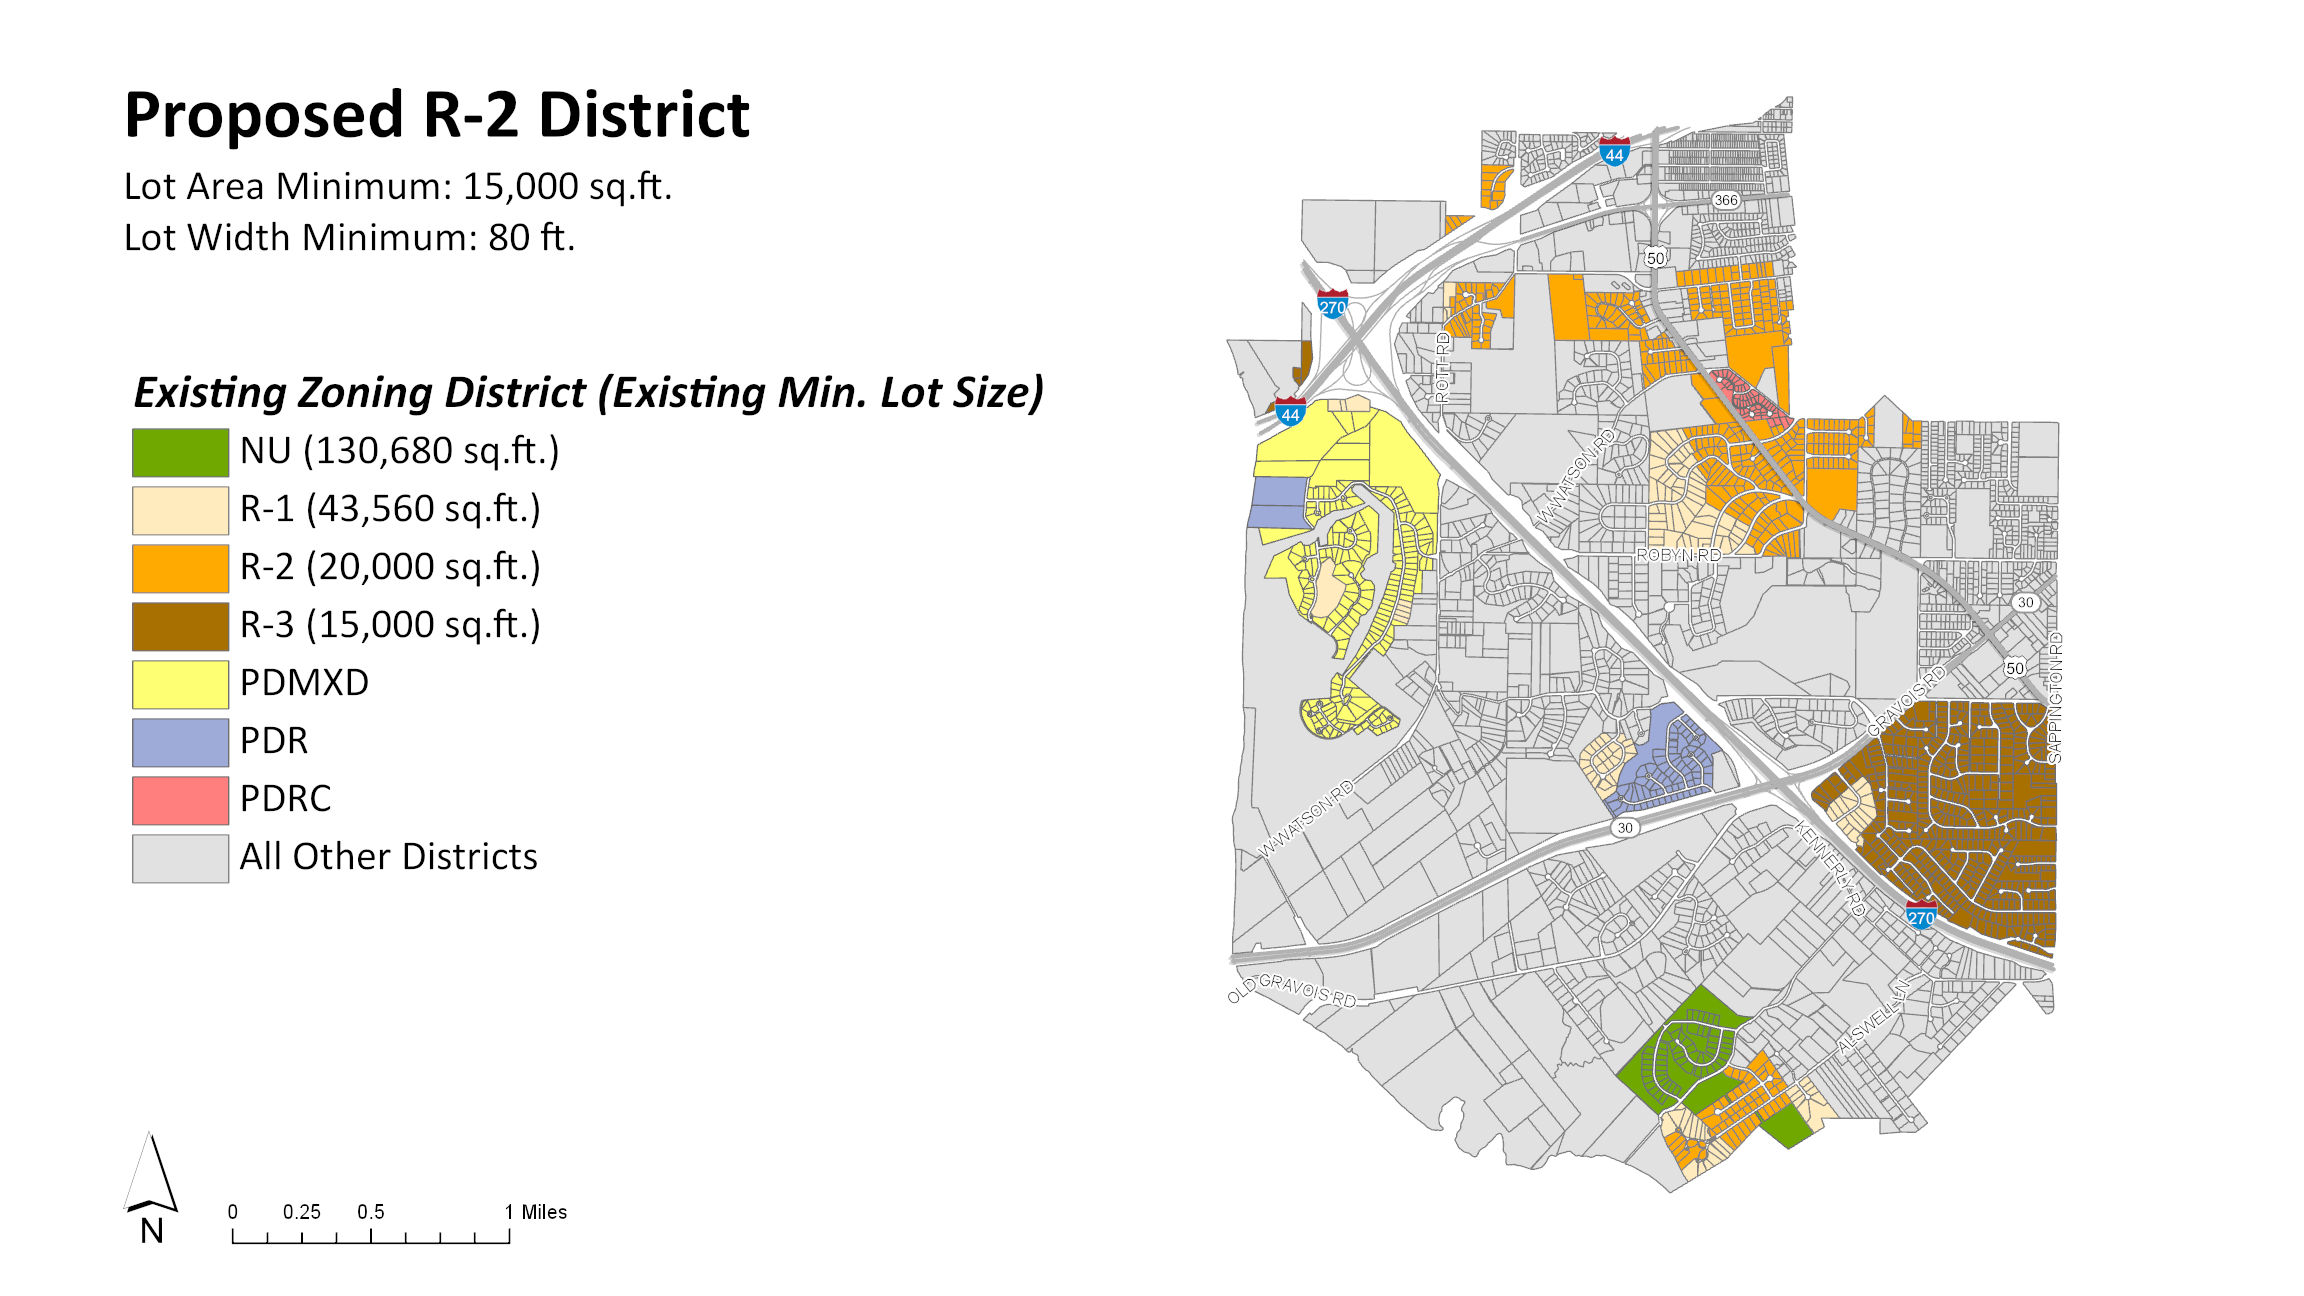 Proposed R-2 District
Lot Area Minimum: 15,000 sq.ft.
Lot Width Minimum: 80 ft.
Existing Zoning District (Existing Min. Lot Size)
NU (130,680 sq.ft.)
R-1 (43,560 sq.ft.)
R-2 (20,000 sq.ft.)
R-3 (15,000 sq.ft.)
PDMXD
PDR
PDRC
All Other Districts
N
0 0.25 0.5 1 Miles
44
366
50
270
ROTT RD
44
W WATSON RD
ROBYN RD
30
50
SAPPINGTON RD
GRAVOIS RD
W WATSON RD
30
KENNERLY RD
270
OLD GRAVOIS RD
ALSWELL LN